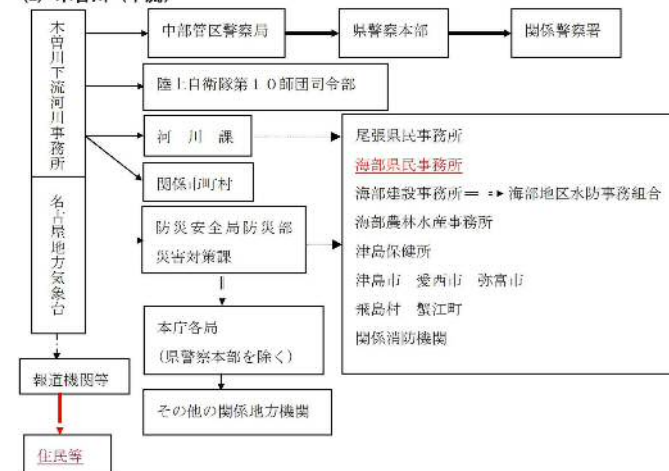 木曽川下流河川事務所
名古屋地方気象台
中部管区警察局
県警察本部
関係警察署
陸上自衛隊第10師団司令部
河 川 課
関係市町村
防災安全局防災部
災害対策課
本庁各局
(県警察本部を除く)
その他の関係地方機関
尾張県民事務所
海部県民事務所
海部建設事務所 海部地区水防事務組合
海部農林水産事務所
津島保健所
津島市 愛西市 弥富市
飛島村 蟹江町
関係消防機関
報道機関等
住民等